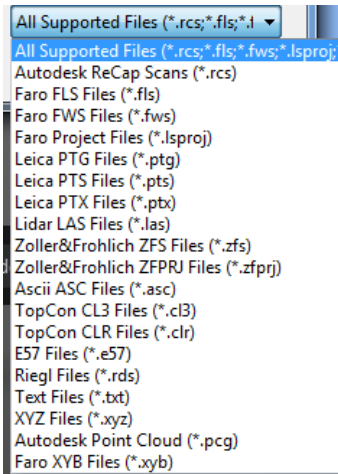 All Supported Files (*.rcs;*.fls;*.f
All Supported Files (*.rcs;*.fls;*.fws;*.lsproj;
Autodesk ReCap Scans (*.rcs)
Faro FLS Files (*.fls)
Faro FWS Files (*.fws)
Faro Project Files (*.lsproj)
Leica PTG Files (*.ptg)
Leica PTS Files (*.pts)
Leica PTX Files (*.ptx)
Lidar LAS Files (*.las)
Zoller&Frohlich ZFS Files (*.zfs)
Zoller&Frohlich ZFPRJ Files (*.zfprj)
Ascii ASC Files (*.asc)
TopCon CL3 Files (*.cl3)
TopCon CLR Files (*.clr)
E57 Files (*.e57)
Riegl Files (*.rds)
Text Files (*.txt)
XYZ Files (*.xyz)
Autodesk Point Cloud (*.pcg)
Faro XYB Files (*.xyb)